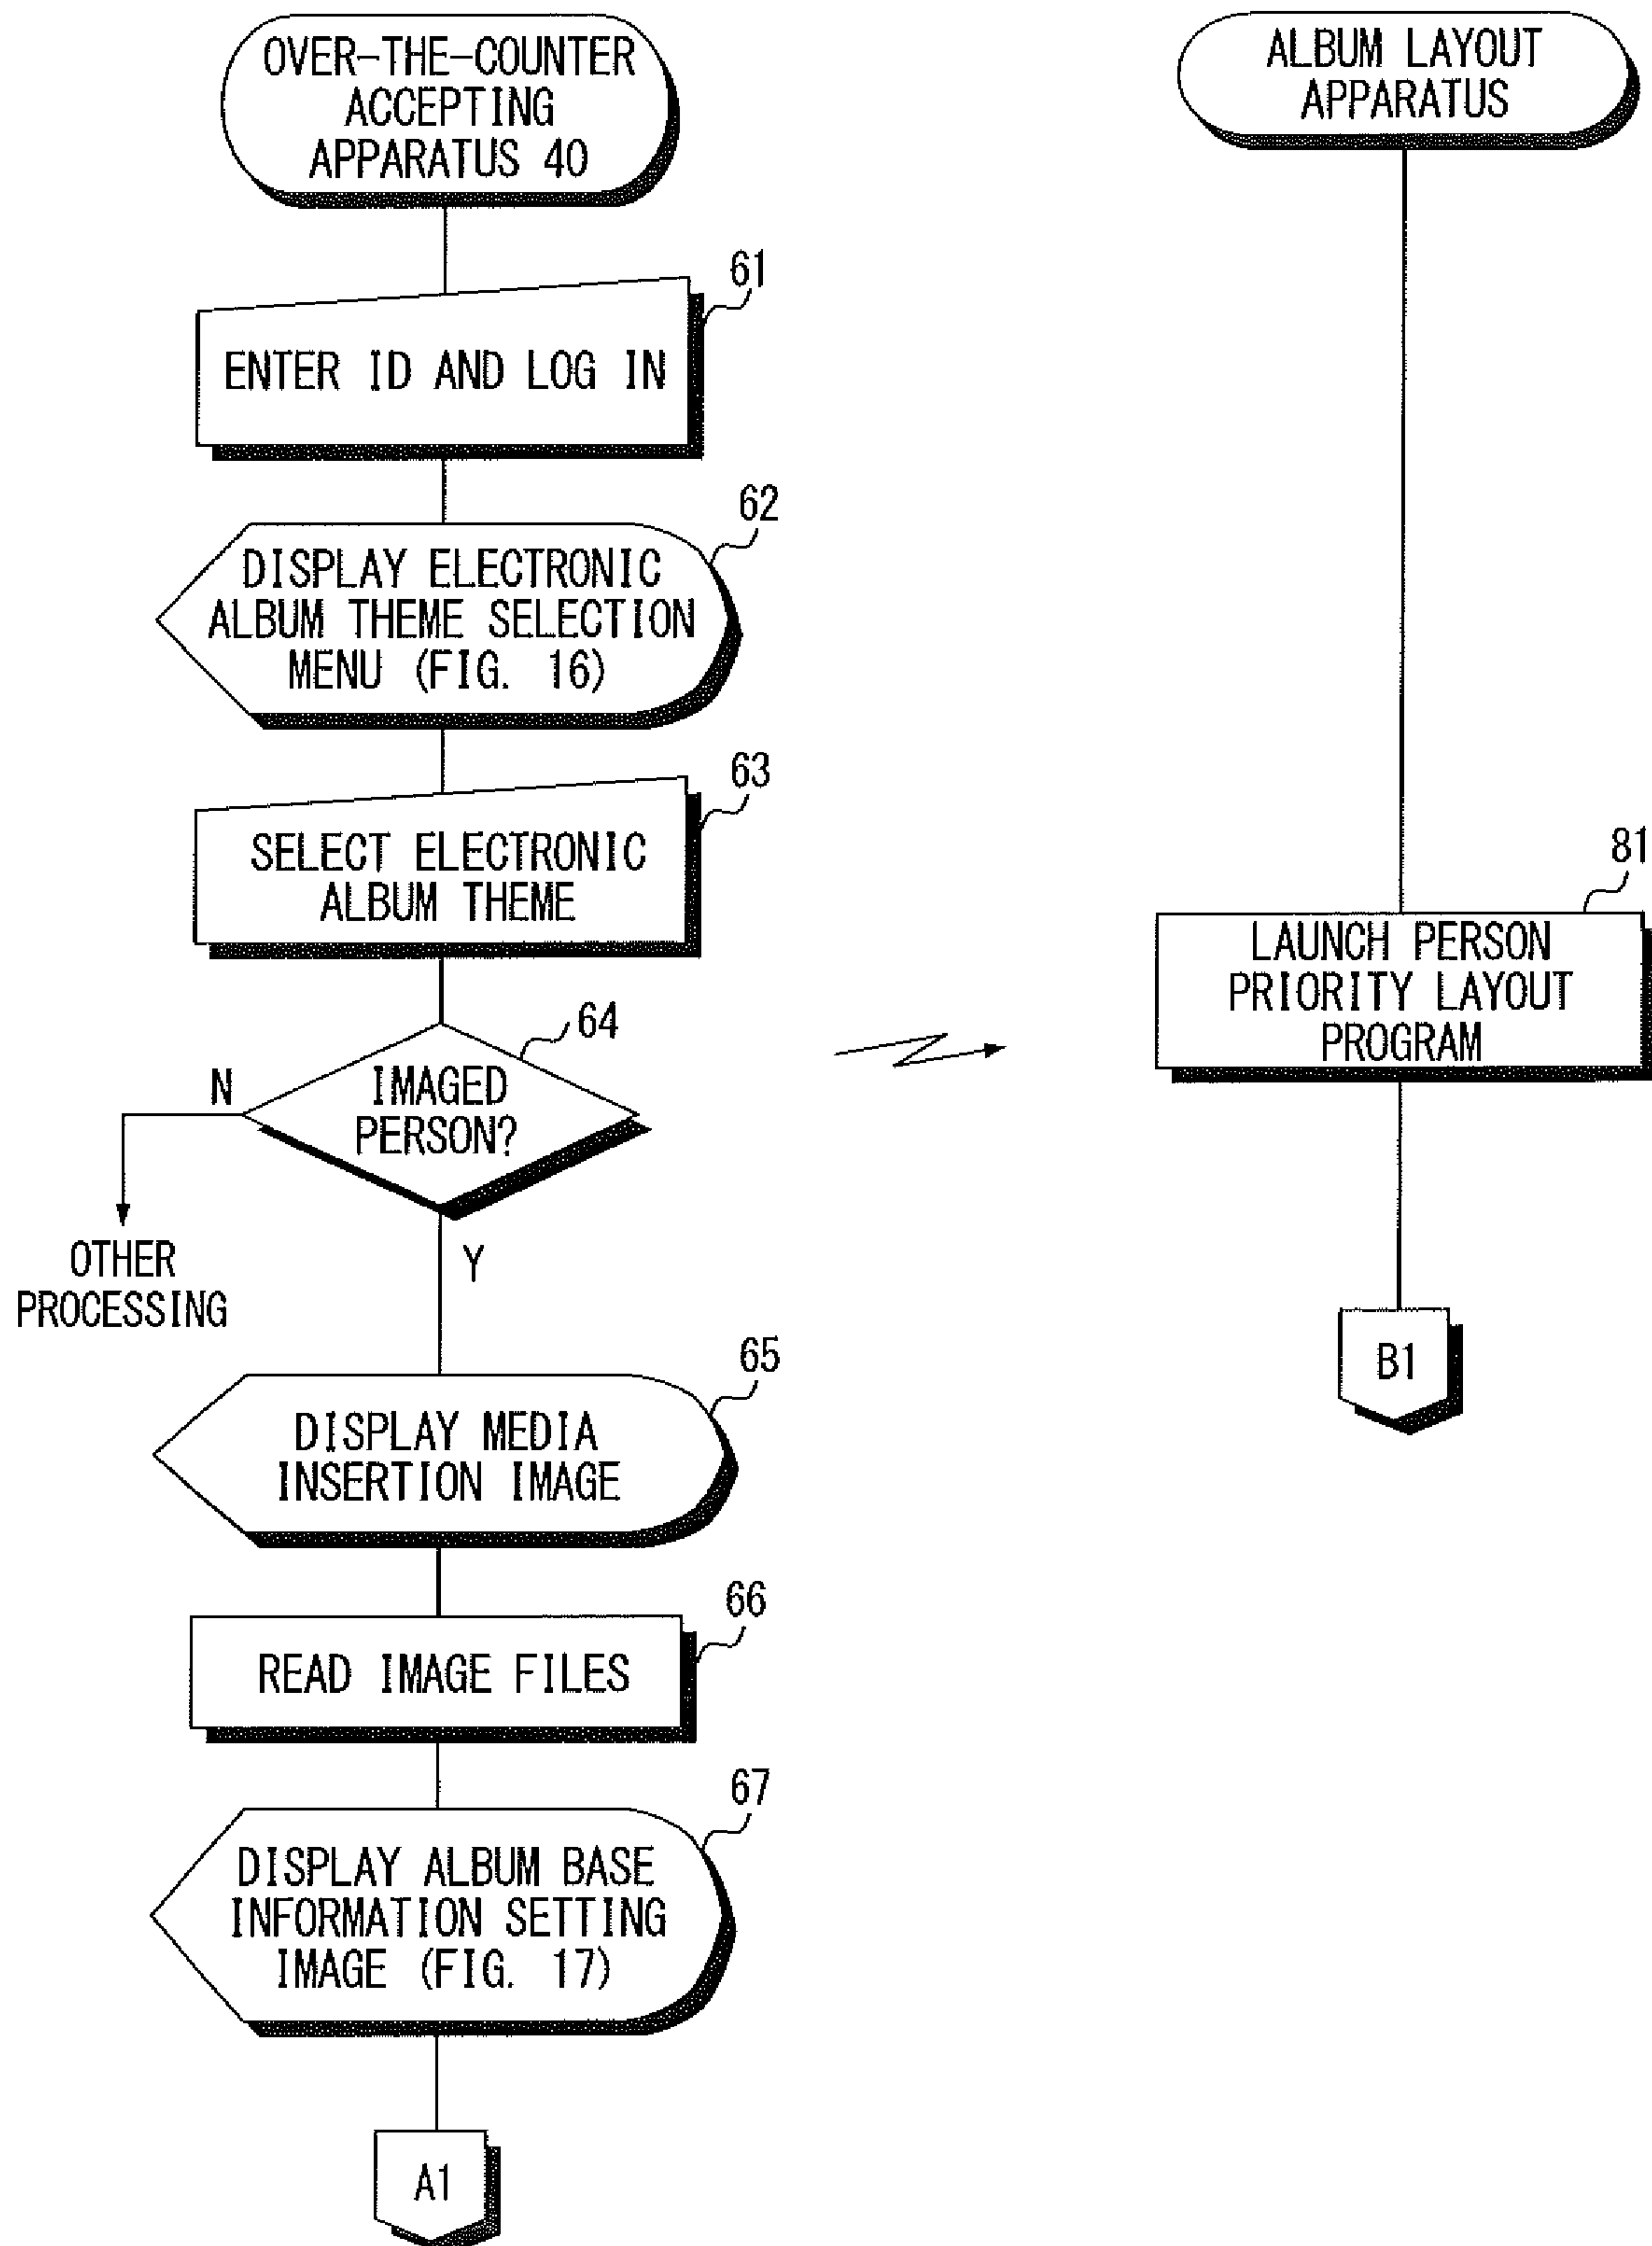 OVER-THE-COUNTER
ACCEPTING
APPARATUS 40
61
ENTER ID AND LOG IN
62
DISPLAY ELECTRONIC
ALBUM THEME SELECTION
MENU (FIG. 16)
63
SELECT ELECTRONIC
ALBUM THEME
64
IMAGED
PERSON?
N
OTHER
PROCESSING
Y
65
DISPLAY MEDIA
INSERTION IMAGE
66
READ IMAGE FILES
67
DISPLAY ALBUM BASE
INFORMATION SETTING
IMAGE (FIG. 17)
A1
ALBUM LAYOUT
APPARATUS
81
LAUNCH PERSON
PRIORITY LAYOUT
PROGRAM
B1